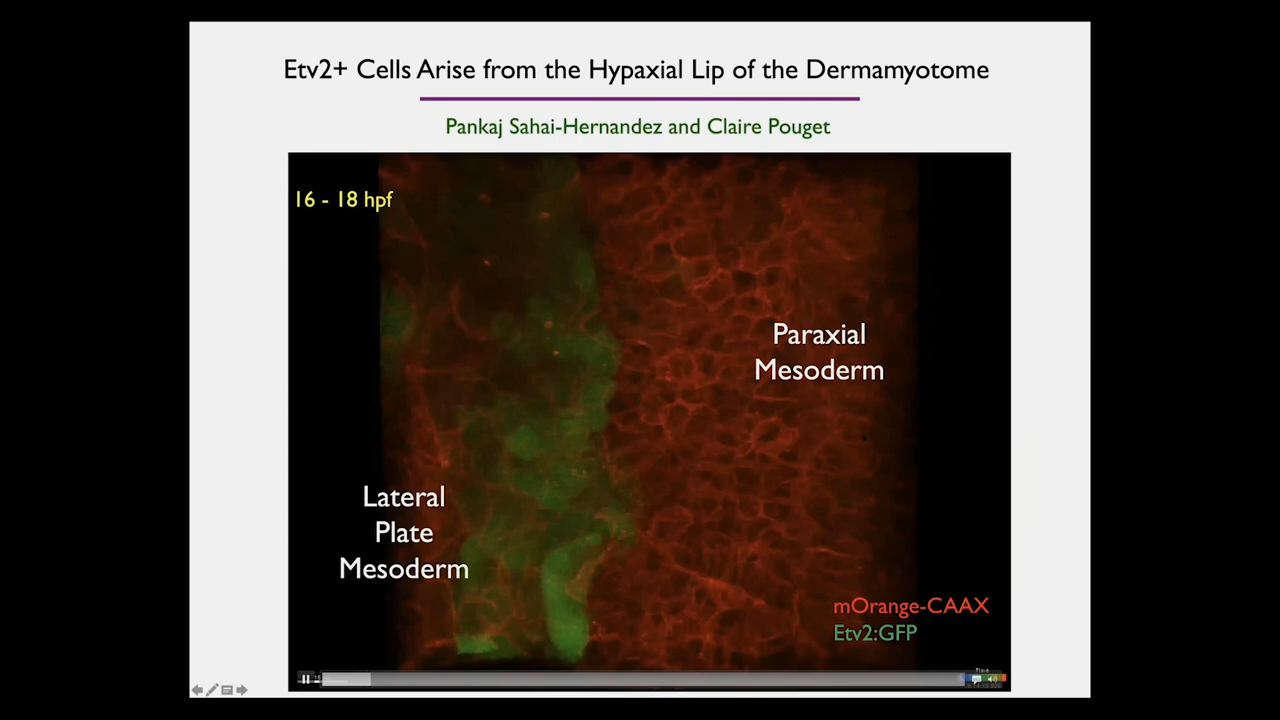 Etv2+ Cells Arise from the Hypaxial Lip of the Dermamyotome
Pankaj Sahai-Hernandez and Claire Pouget
16 - 18 hpf
Paraxial
Mesoderm
Lateral
Plate
Mesoderm
mOrange-CAAX
Etv2:GFP